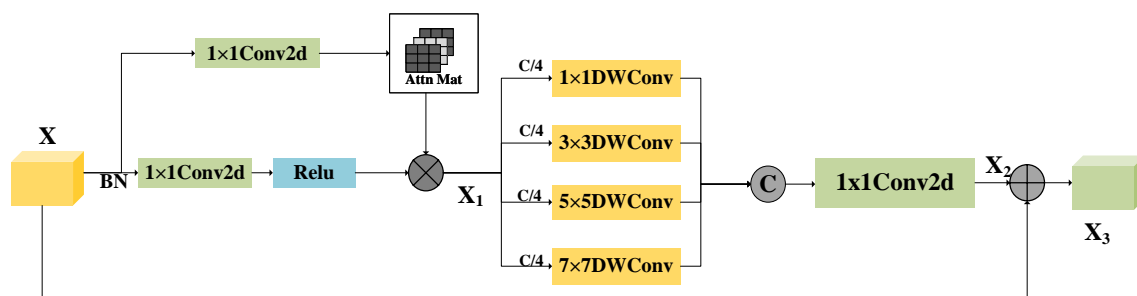 1×1Conv2d
Attn Mat
X
BN
1×1Conv2d
Relu
X1
C/4
1×1DWConv
C/4
3×3DWConv
C/4
5×5DWConv
C/4
7×7DWConv
C
1x1Conv2d
X2
X3